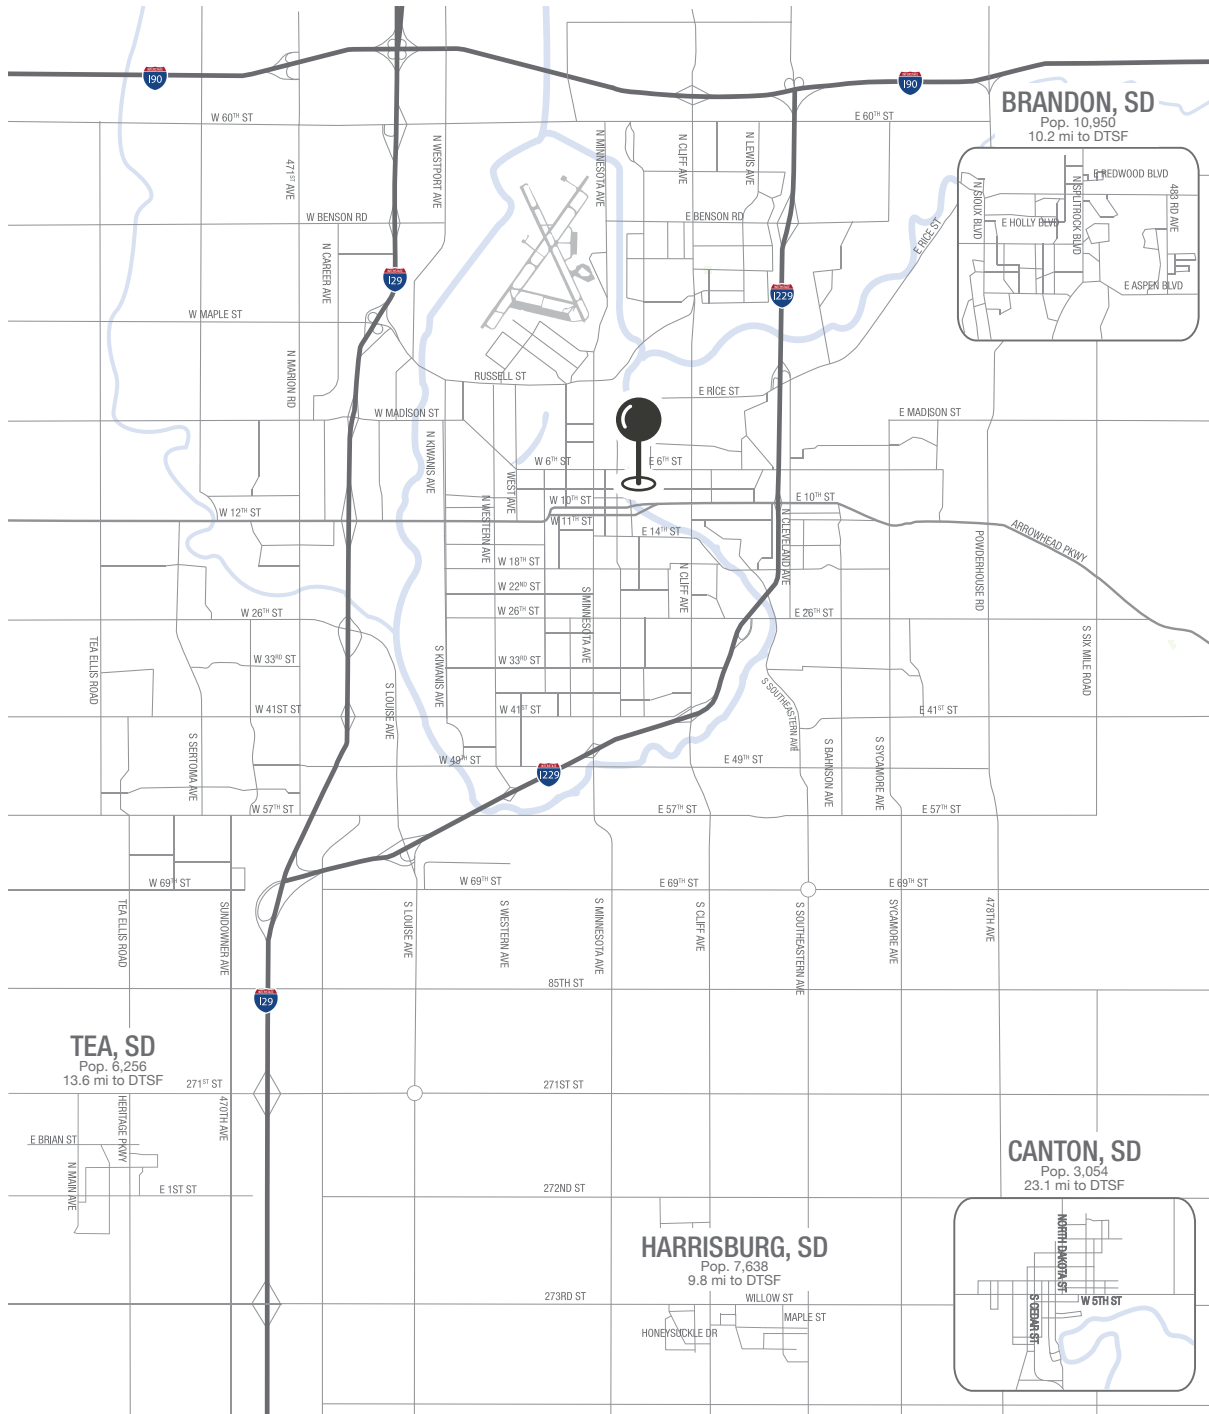 I90
I90
W 60TH ST
E 60TH ST
BRANDON, SD
Pop. 10,950
10.2 mi to DTSF
471ST AVE
N WESTPORT AVE
N MINNESOTA AVE
N CLIFF AVE
N LEWIS AVE
E REDWOOD BLVD
N SIOUX BLVD
N SPLITROCK BLVD
483 RD AVE
E HOLLY BLVD
E ASPEN BLVD
W BENSON RD
E BENSON RD
E RICE ST
N CAREER AVE
I29
I229
W MAPLE ST
N MARION RD
RUSSELL ST
E RICE ST
W MADISON ST
E MADISON ST
N KIWANIS AVE
W 6TH ST
E 6TH ST
WEST AVE
N WESTERN AVE
W 10TH ST
E 10TH ST
W 12TH ST
W 11TH ST
E 14TH ST
N CLEVELAND AVE
ARROWHEAD PKWY
POWDERHOUSE RD
W 18TH ST
N CLIFF AVE
W 22ND ST
S MINNESOTA AVE
W 26TH ST
W 26TH ST
E 26TH ST
TEA ELLIS ROAD
S SIX MILE ROAD
W 33RD ST
W 33RD ST
S KIWANIS AVE
S LOUISE AVE
S SOUTHEASTERN AVE
W 41ST ST
W 41ST ST
E 41ST ST
S SERTOMA AVE
S BAHNSON AVE
S SYCAMORE AVE
W 49TH ST
E 49TH ST
I229
W 57TH ST
E 57TH ST
E 57TH ST
W 69TH ST
W 69TH ST
E 69TH ST
E 69TH ST
TEA ELLIS ROAD
SUNDOWNER AVE
S LOUISE AVE
S WESTERN AVE
S MINNESOTA AVE
S CLIFF AVE
S SOUTHEASTERN AVE
SYCAMORE AVE
478TH AVE
85TH ST
I29
TEA, SD
Pop. 6,256
13.6 mi to DTSF
271ST ST
271ST ST
HERITAGE PKWY
470TH AVE
E BRIAN ST
N MAIN AVE
E 1ST ST
272ND ST
CANTON, SD
Pop. 3,054
23.1 mi to DTSF
NORTH DAKOTA ST
W 5TH ST
S CEDAR ST
HARRISBURG, SD
Pop. 7,638
9.8 mi to DTSF
273RD ST
WILLOW ST
MAPLE ST
HONEYSUCKLE DR